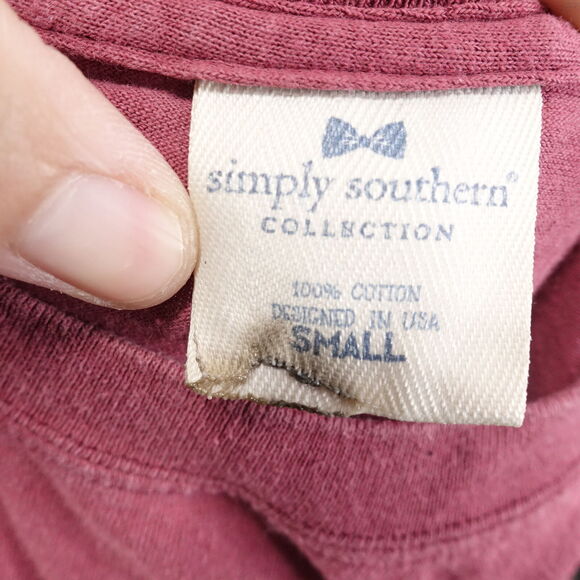 simply southern®
COLLECTION
100% COTTON
DESIGNED IN USA
SMALL